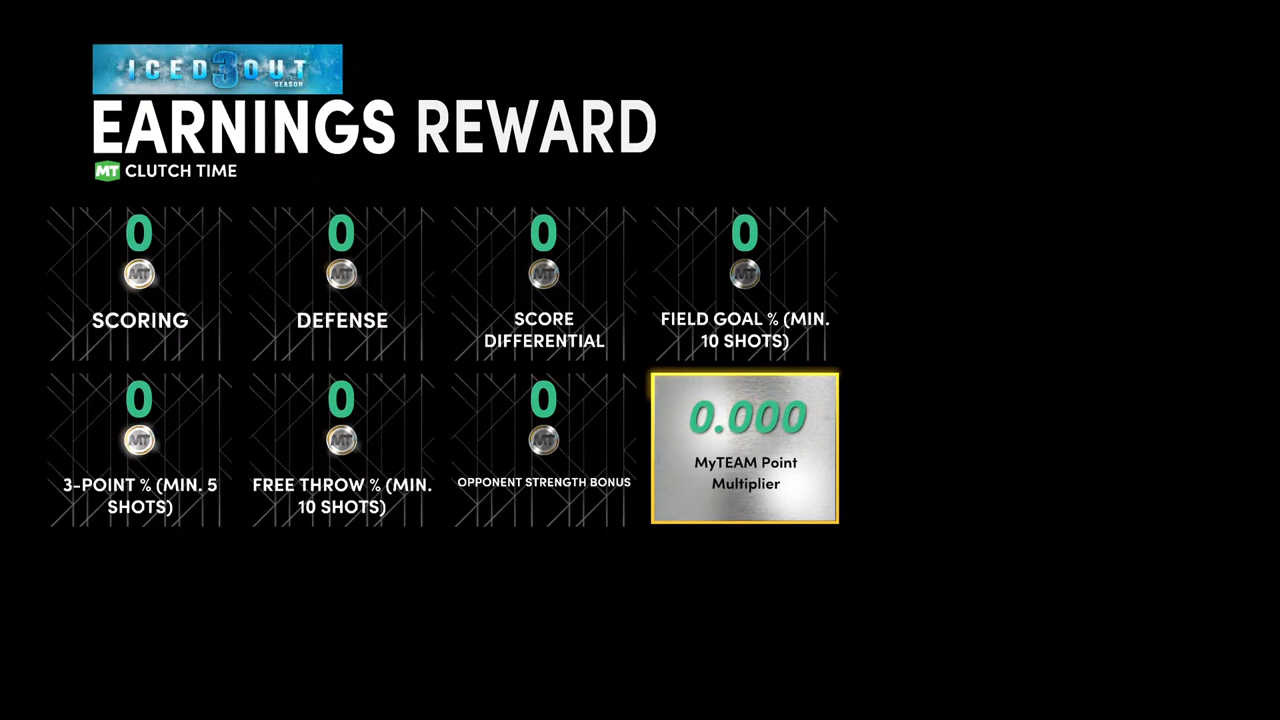 ICED 3 OUT
SEASON
EARNINGS REWARD
MT CLUTCH TIME
0
0
0
0
MT
MT
MT
MT
SCORING
DEFENSE
SCORE
DIFFERENTIAL
FIELD GOAL % (MIN.
10 SHOTS)
0
0
0
0.000
MT
MT
MT
3-POINT % (MIN. 5
SHOTS)
FREE THROW % (MIN.
10 SHOTS)
OPPONENT STRENGTH BONUS
MyTEAM Point
Multiplier